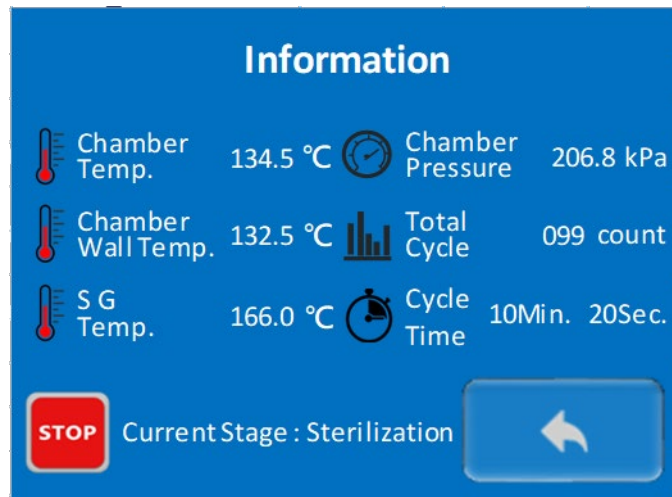 Information
Chamber Temp. 134.5 ℃
Chamber Pressure 206.8 kPa
Chamber Wall Temp. 132.5 ℃
Total Cycle 099 count
S G Temp. 166.0 ℃
Cycle Time 10Min. 20Sec.
STOP
Current Stage : Sterilization